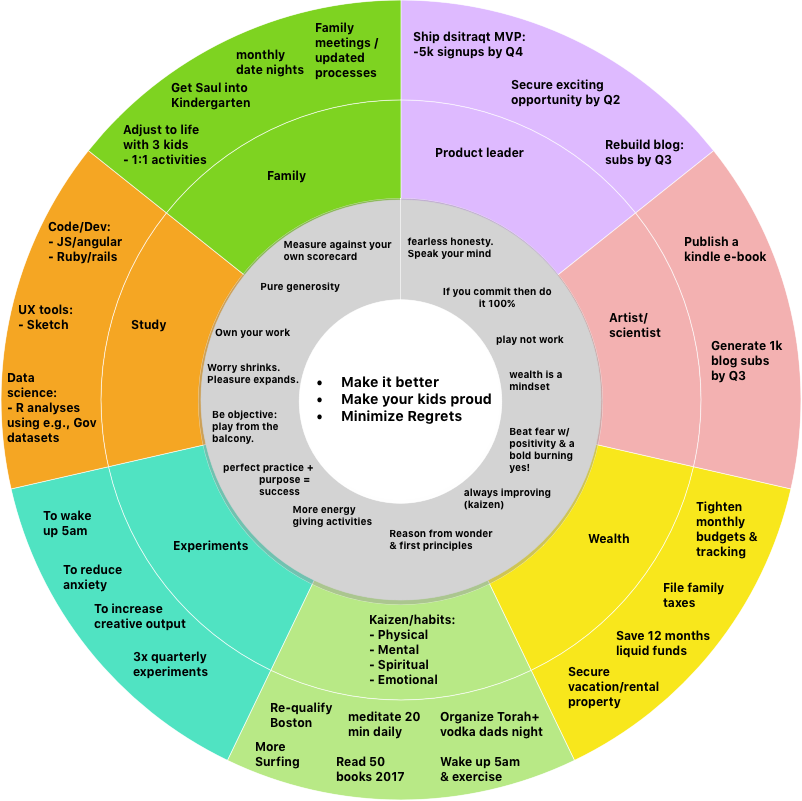 Ship dsitraqt MVP:
-5k signups by Q4
Secure exciting
opportunity by Q2
Rebuild blog:
subs by Q3
Product leader
Publish a
kindle e-book
Generate 1k
blog subs
by Q3
Artist/
scientist
Tighten
monthly
budgets &
tracking
File family
taxes
Save 12 months
liquid funds
Secure
vacation/rental
property
Wealth
Kaizen/habits:
- Physical
- Mental
- Spiritual
- Emotional
Re-qualify
Boston
meditate 20
min daily
Organize Torah+
vodka dads night
More
Surfing
Read 50
books 2017
Wake up 5am
& exercise
Experiments
To wake
up 5am
To reduce
anxiety
To increase
creative output
3x quarterly
experiments
Study
Code/Dev:
- JS/angular
- Ruby/rails
UX tools:
- Sketch
Data
science:
- R analyses
using e.g., Gov
datasets
Family
Family
meetings /
updated
processes
monthly
date nights
Get Saul into
Kindergarten
Adjust to life
with 3 kids
- 1:1 activities
fearless honesty.
Speak your mind
If you commit then do
it 100%
play not work
wealth is a
mindset
Beat fear w/
positivity & a
bold burning
yes!
always improving
(kaizen)
Reason from wonder
& first principles
More energy
giving activities
perfect practice +
purpose =
success
Be objective:
play from the
balcony.
Worry shrinks.
Pleasure expands.
Own your work
Pure generosity
Measure against your
own scorecard
• Make it better
• Make your kids proud
• Minimize Regrets